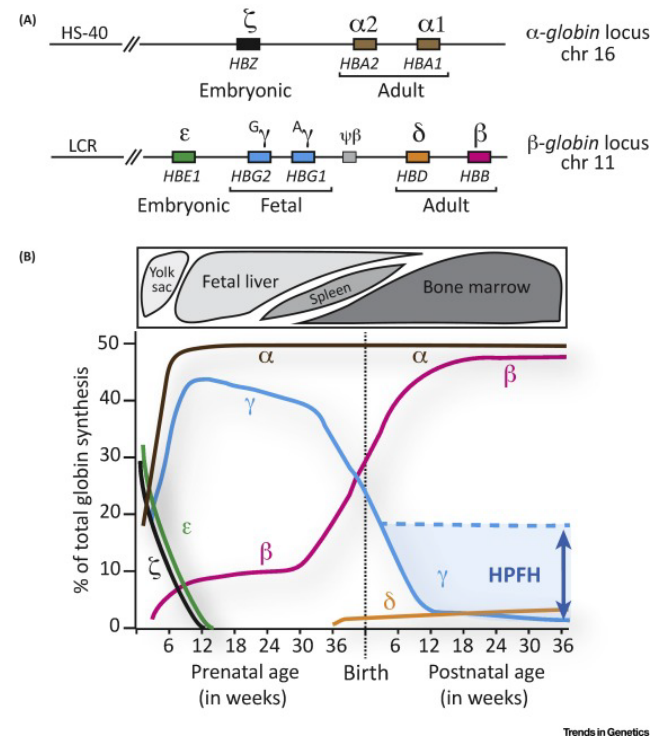 (A)
HS-40
//
ζ
α2
α1
HBZ
HBA2
HBA1
Embryonic
Adult
α-globin locus
chr 16
LCR
//
ε
Gγ
Aγ
ψβ
δ
β
HBE1
HBG2
HBG1
HBD
HBB
Embryonic
Fetal
Adult
β-globin locus
chr 11
(B)
Yolk
sac
Fetal liver
Spleen
Bone marrow
% of total globin synthesis
50
40
30
20
10
0
α
α
γ
β
ε
ζ
β
δ
γ
HPFH
6 12 18 24 30 36 6 12 18 24 30 36
Prenatal age
(in weeks)
Birth
Postnatal age
(in weeks)
Trends in Genetics